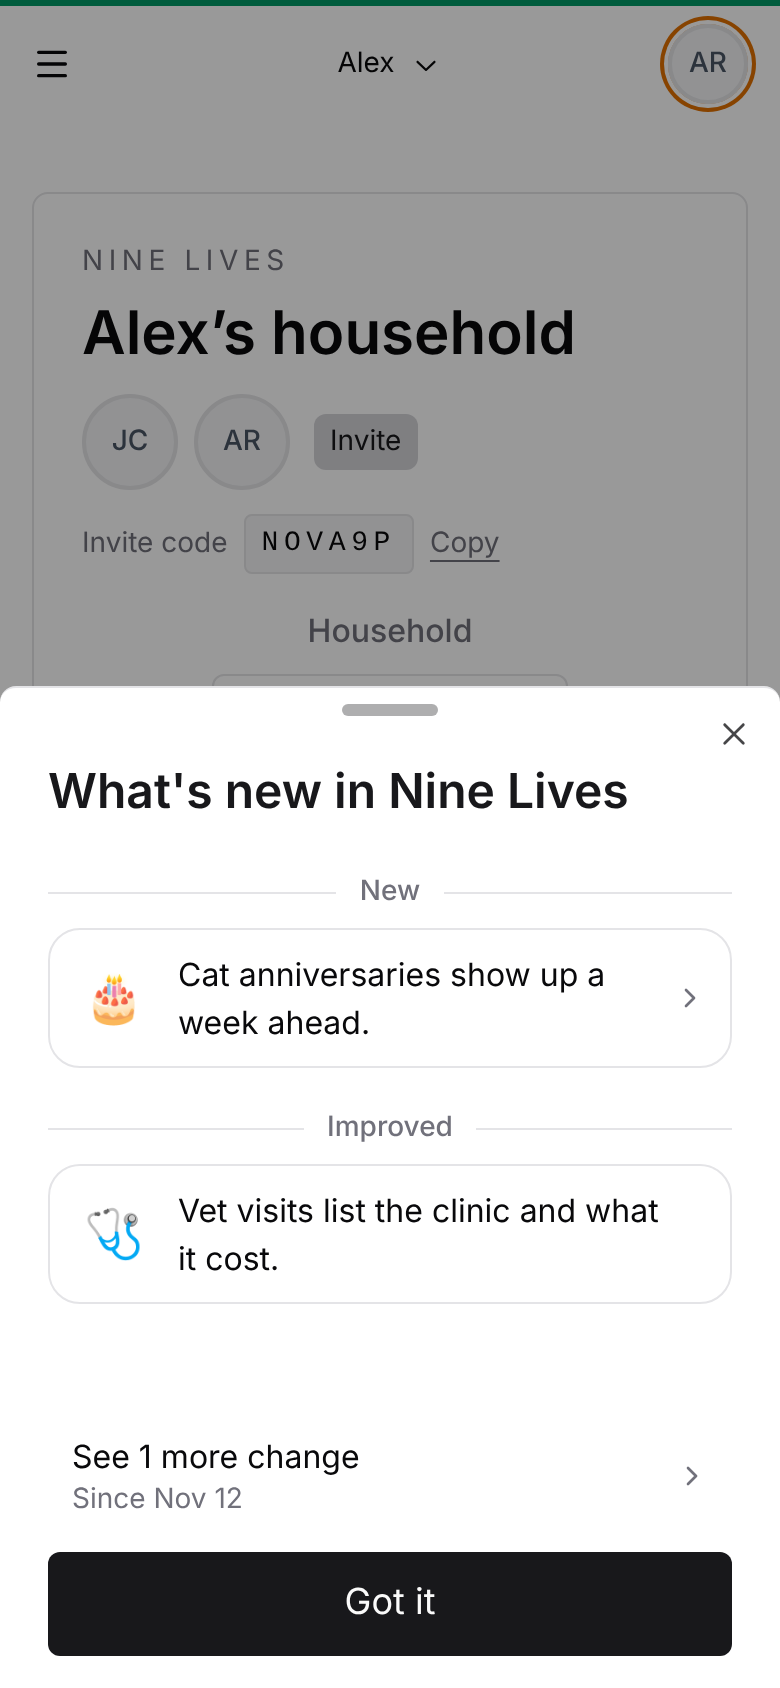 Alex
AR
NINE LIVES
Alex’s household
JC
AR
Invite
Invite code
N0VA9P
Copy
Household
What's new in Nine Lives
New
Cat anniversaries show up a
week ahead.
Improved
Vet visits list the clinic and what
it cost.
See 1 more change
Since Nov 12
Got it